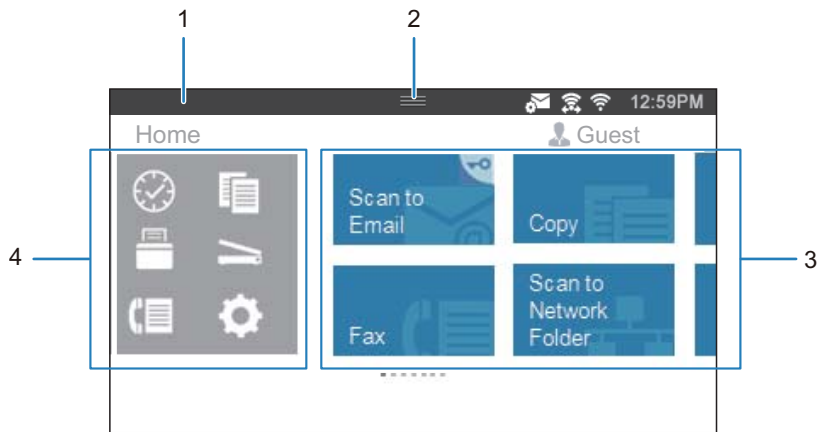 1
2
12:59PM
Home
Guest
Scan to
Email
Copy
4
3
Fax
Scan to
Network
Folder